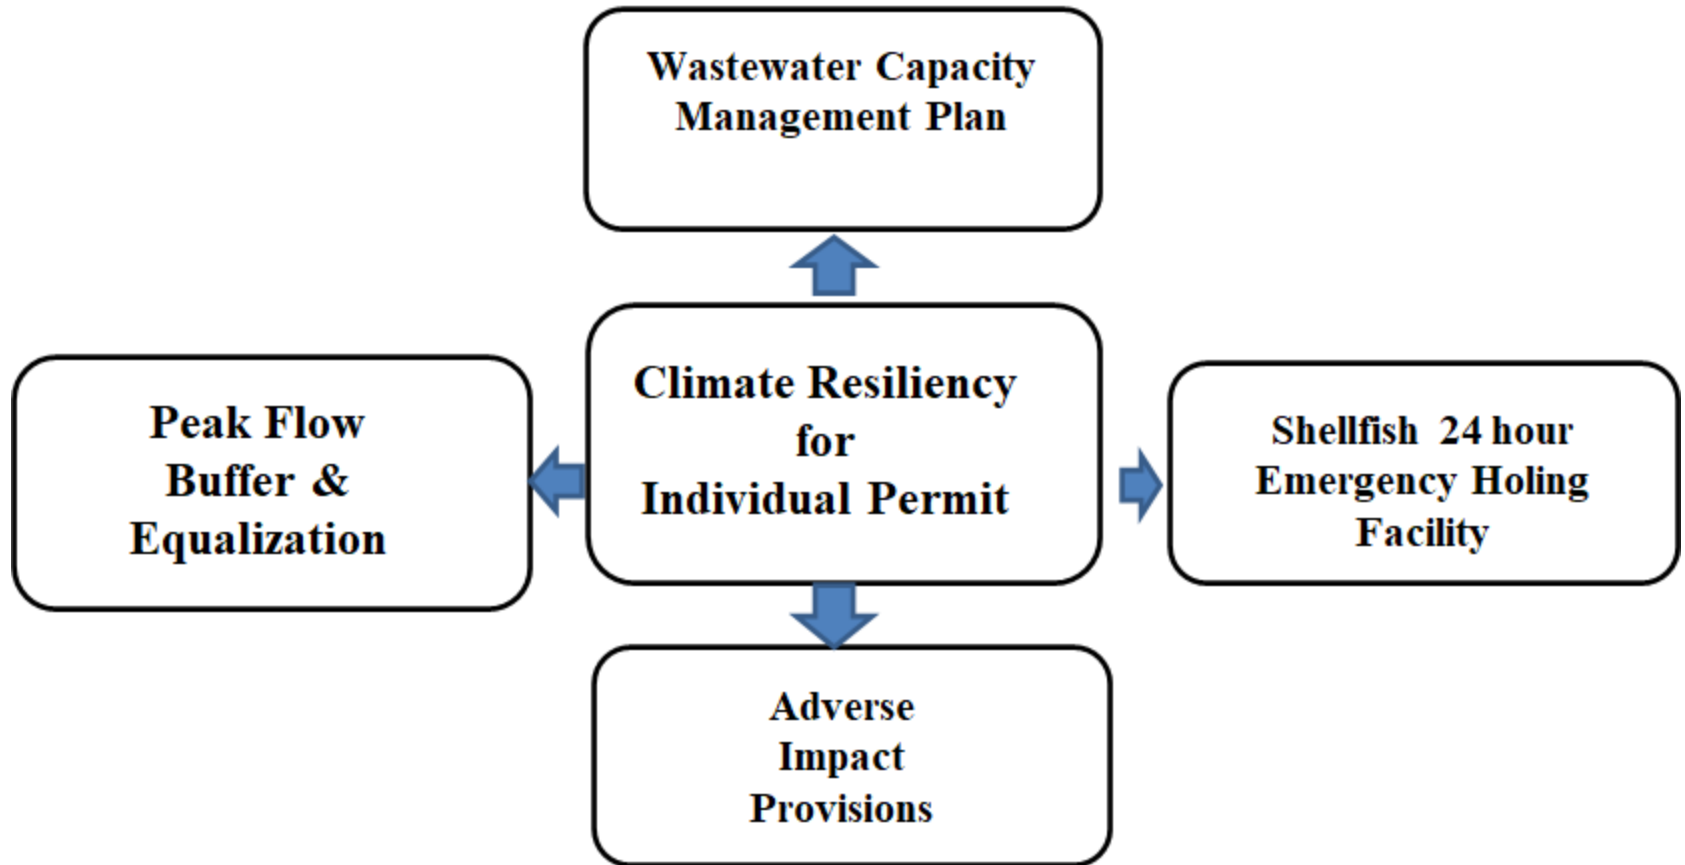 Wastewater Capacity
Management Plan
Climate Resiliency
for
Individual Permit
Peak Flow
Buffer &
Equalization
Shellfish 24 hour
Emergency Holing
Facility
Adverse
Impact
Provisions